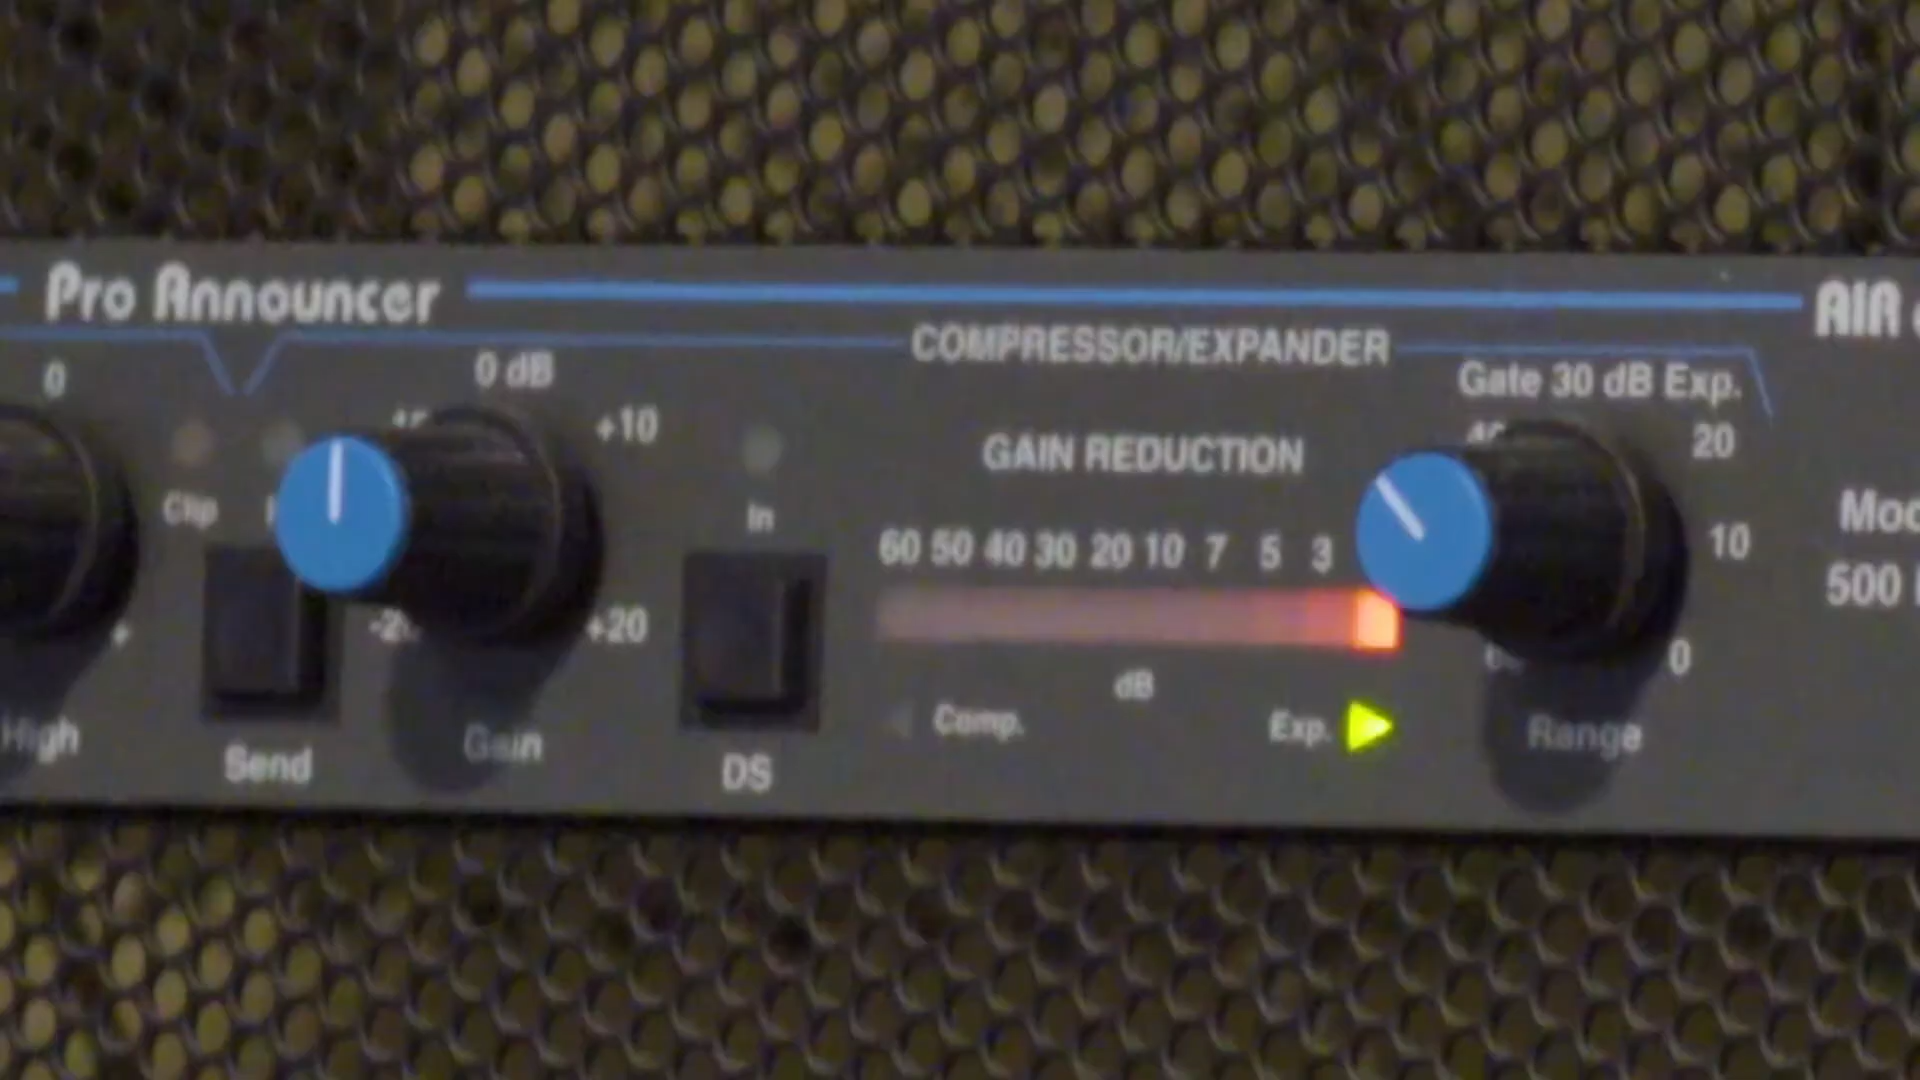 Pro Announcer
AIR
COMPRESSOR/EXPANDER
0
0 dB
Gate 30 dB Exp.
+10
20
GAIN REDUCTION
Clip
In
10
60 50 40 30 20 10 7 5 3
500
+
+20
0
dB
High
Send
Gain
DS
Comp.
Exp.
Range